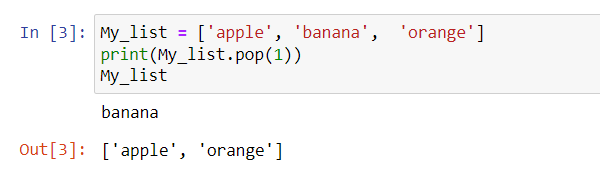 In [3]: My_list = ['apple', 'banana',  'orange']
print(My_list.pop(1))
My_list
banana
Out[3]: ['apple', 'orange']